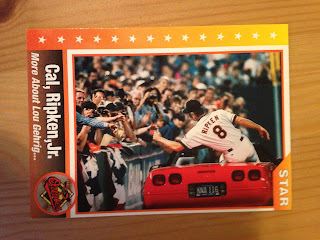 Cal, Ripken,Jr.
More About Lou Gehrig...
RIPKEN
8
STAR